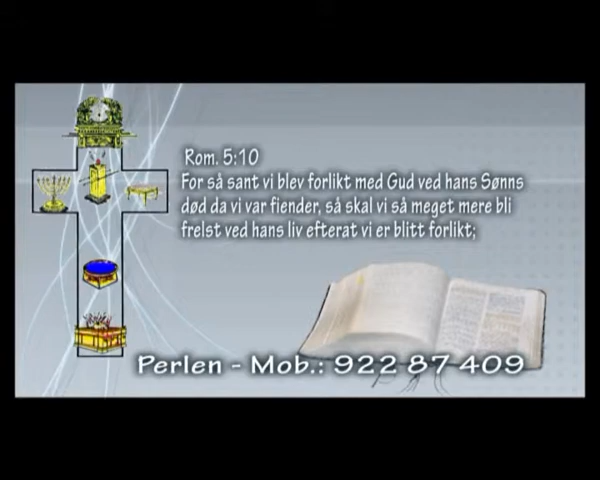 Rom. 5:10
For så sant vi blev forlikt med Gud ved hans Sønns
død da vi var fiender, så skal vi så meget mere bli
frelst ved hans liv efterat vi er blitt forlikt;
Perlen - Mob.: 922 87 409